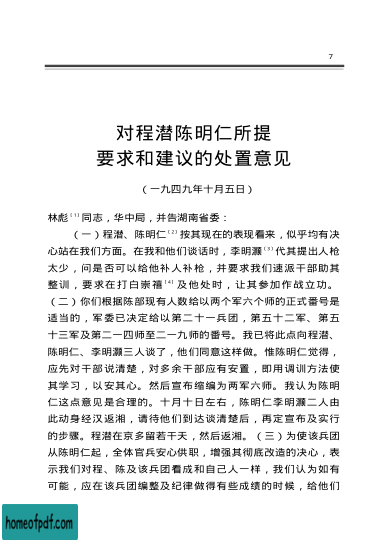 7
对程潜陈明仁所提
要求和建议的处置意见
（一九四九年十月五日）
林彪〔1〕同志，华中局，并告湖南省委：
（一）程潜、陈明仁〔2〕按其现在的表现看来，似乎均有决
心站在我们方面。在我和他们谈话时，李明灏〔3〕代其提出人枪
太少，问是否可以给他补人补枪，并要求我们速派干部助其
整训，要求在打白崇禧〔4〕及他处时，让其参加作战立功。
（二）你们根据陈部现有人数给以两个军六个师的正式番号是
适当的，军委已决定给以第二十一兵团，第五十二军、第五
十三军及第二一四师至二一九师的番号。我已将此点向程潜、
陈明仁、李明灏三人谈了，他们同意这样做。惟陈明仁觉得，
应先对干部说清楚，对多余干部应有安置，即用调训方法使
其学习，以安其心。然后宣布缩编为两军六师。我认为陈明
仁这点意见是合理的。十月十日左右，陈明仁李明灏二人由
此动身经汉返湘，请待他们到达谈清楚后，再定宣布及实行
的步骤。程潜在京多留若干天，然后返湘。（三）为使该兵团
从陈明仁起，全体官兵安心供职，增强其彻底改造的决心，表
示我们对程、陈及该兵团看成和自己人一样，我们认为如有
可能，应在该兵团编整及纪律做得有些成绩的时候，给他们
homeofpdf.com